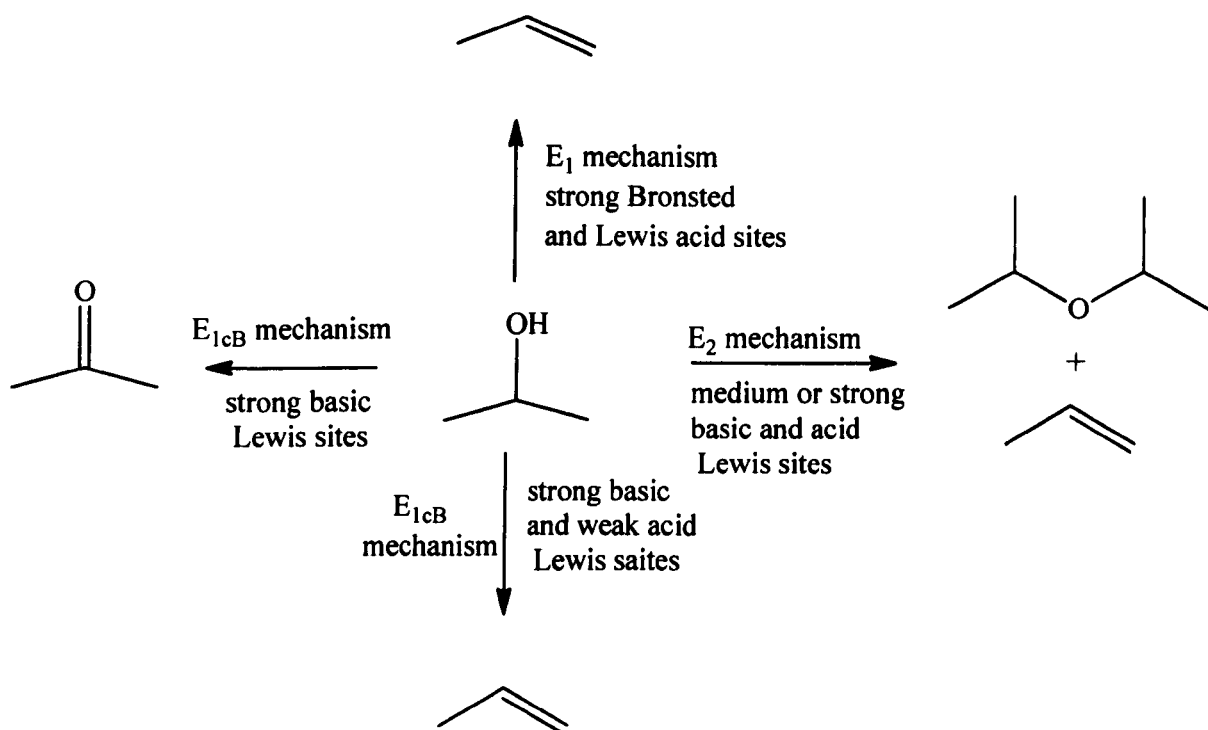 E1 mechanism
strong Bronsted
and Lewis acid sites
O
E1cB mechanism
strong basic
Lewis sites
OH
E2 mechanism
medium or strong
basic and acid
Lewis sites
O
+
E1cB
mechanism
strong basic
and weak acid
Lewis saites